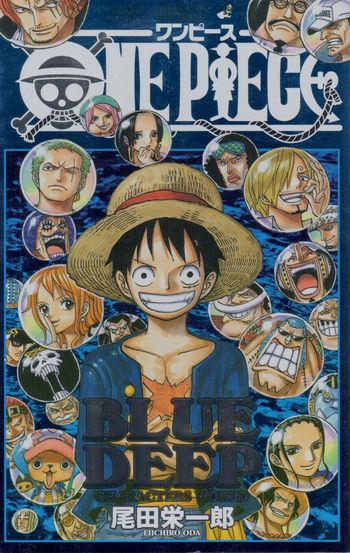 ワンピース
ONE PIECE
BLUE
DEEP
CHARACTERS WORLD
尾田栄一郎
EIICHIRO ODA